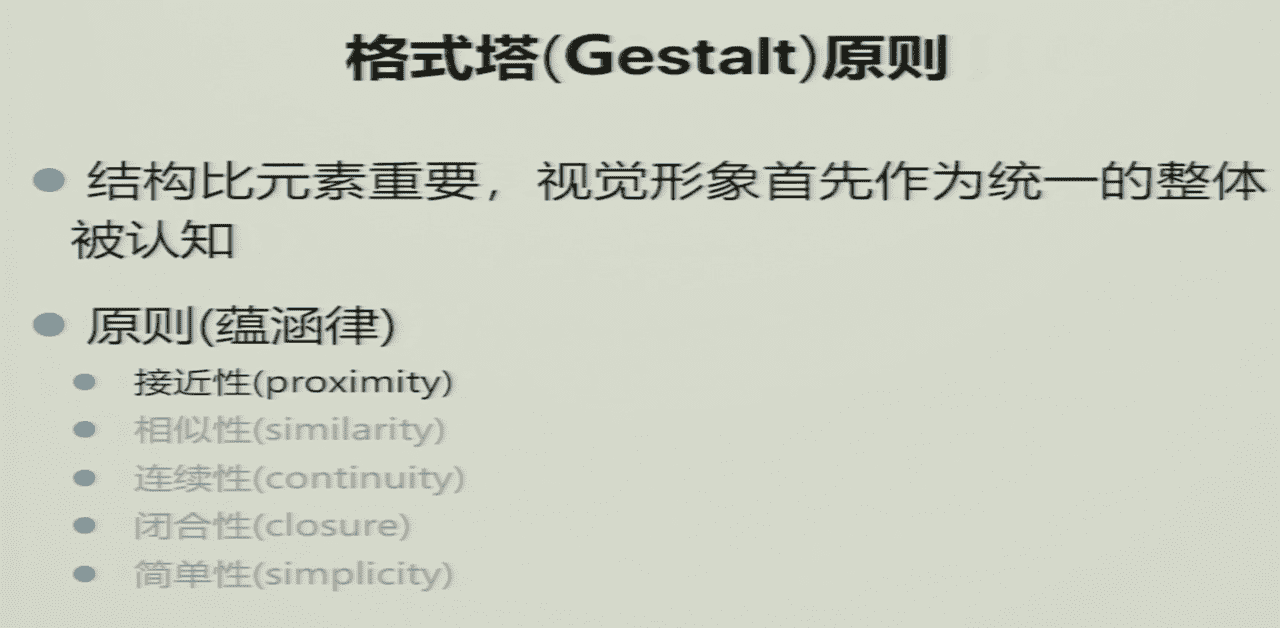 格式塔(Gestalt)原则
结构比元素重要，视觉形象首先作为统一的整体
被认知
原则(蕴涵律)
接近性(proximity)
相似性(similarity)
连续性(continuity)
闭合性(closure)
简单性(simplicity)